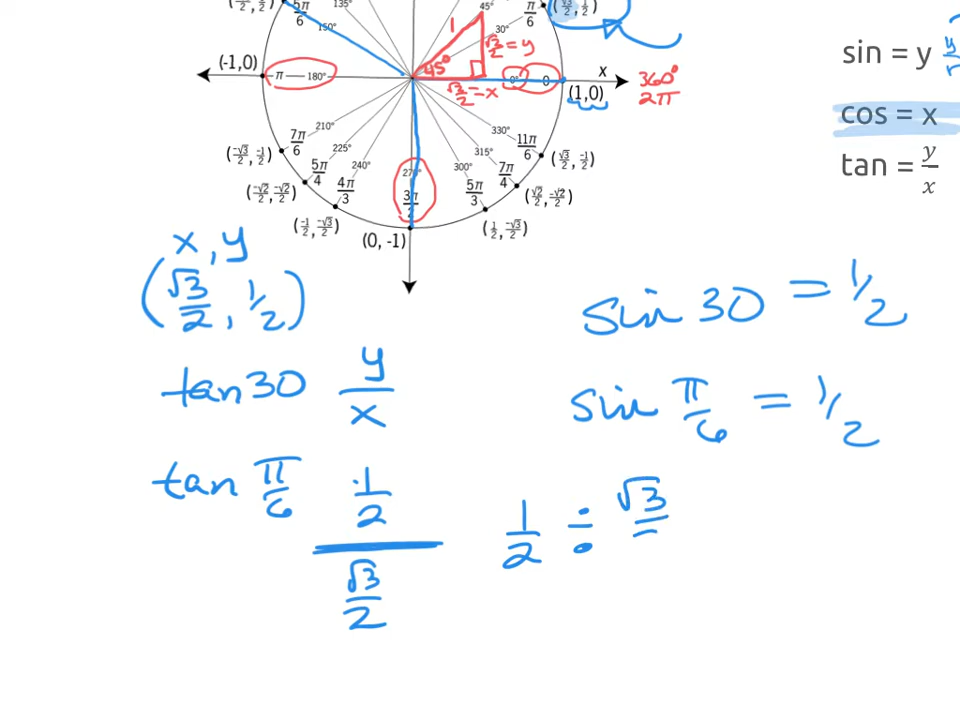 135° 45°
5π/6 150° 1 π/6 30° (√3/2, 1/2)
√3/2 = y
sin = y
45°
(-1,0) π 180° 0° 0 x 360°
√3/2 = x (1,0) 2π
cos = x
210° 330°
7π/6 11π/6
225° 315°
(-√3/2, -1/2) (√3/2, -1/2)
tan = y/x
5π/4 240° 270° 300° 7π/4
4π/3 3π/2 5π/3
(-√2/2, -√2/2) (√2/2, -√2/2)
(-1/2, -√3/2) (0, -1) (1/2, -√3/2)
x, y
(√3/2, 1/2)
sin 30 = 1/2
tan 30 y/x
sin π/6 = 1/2
tan π/6 1/2 / √3/2 1/2 ÷ √3